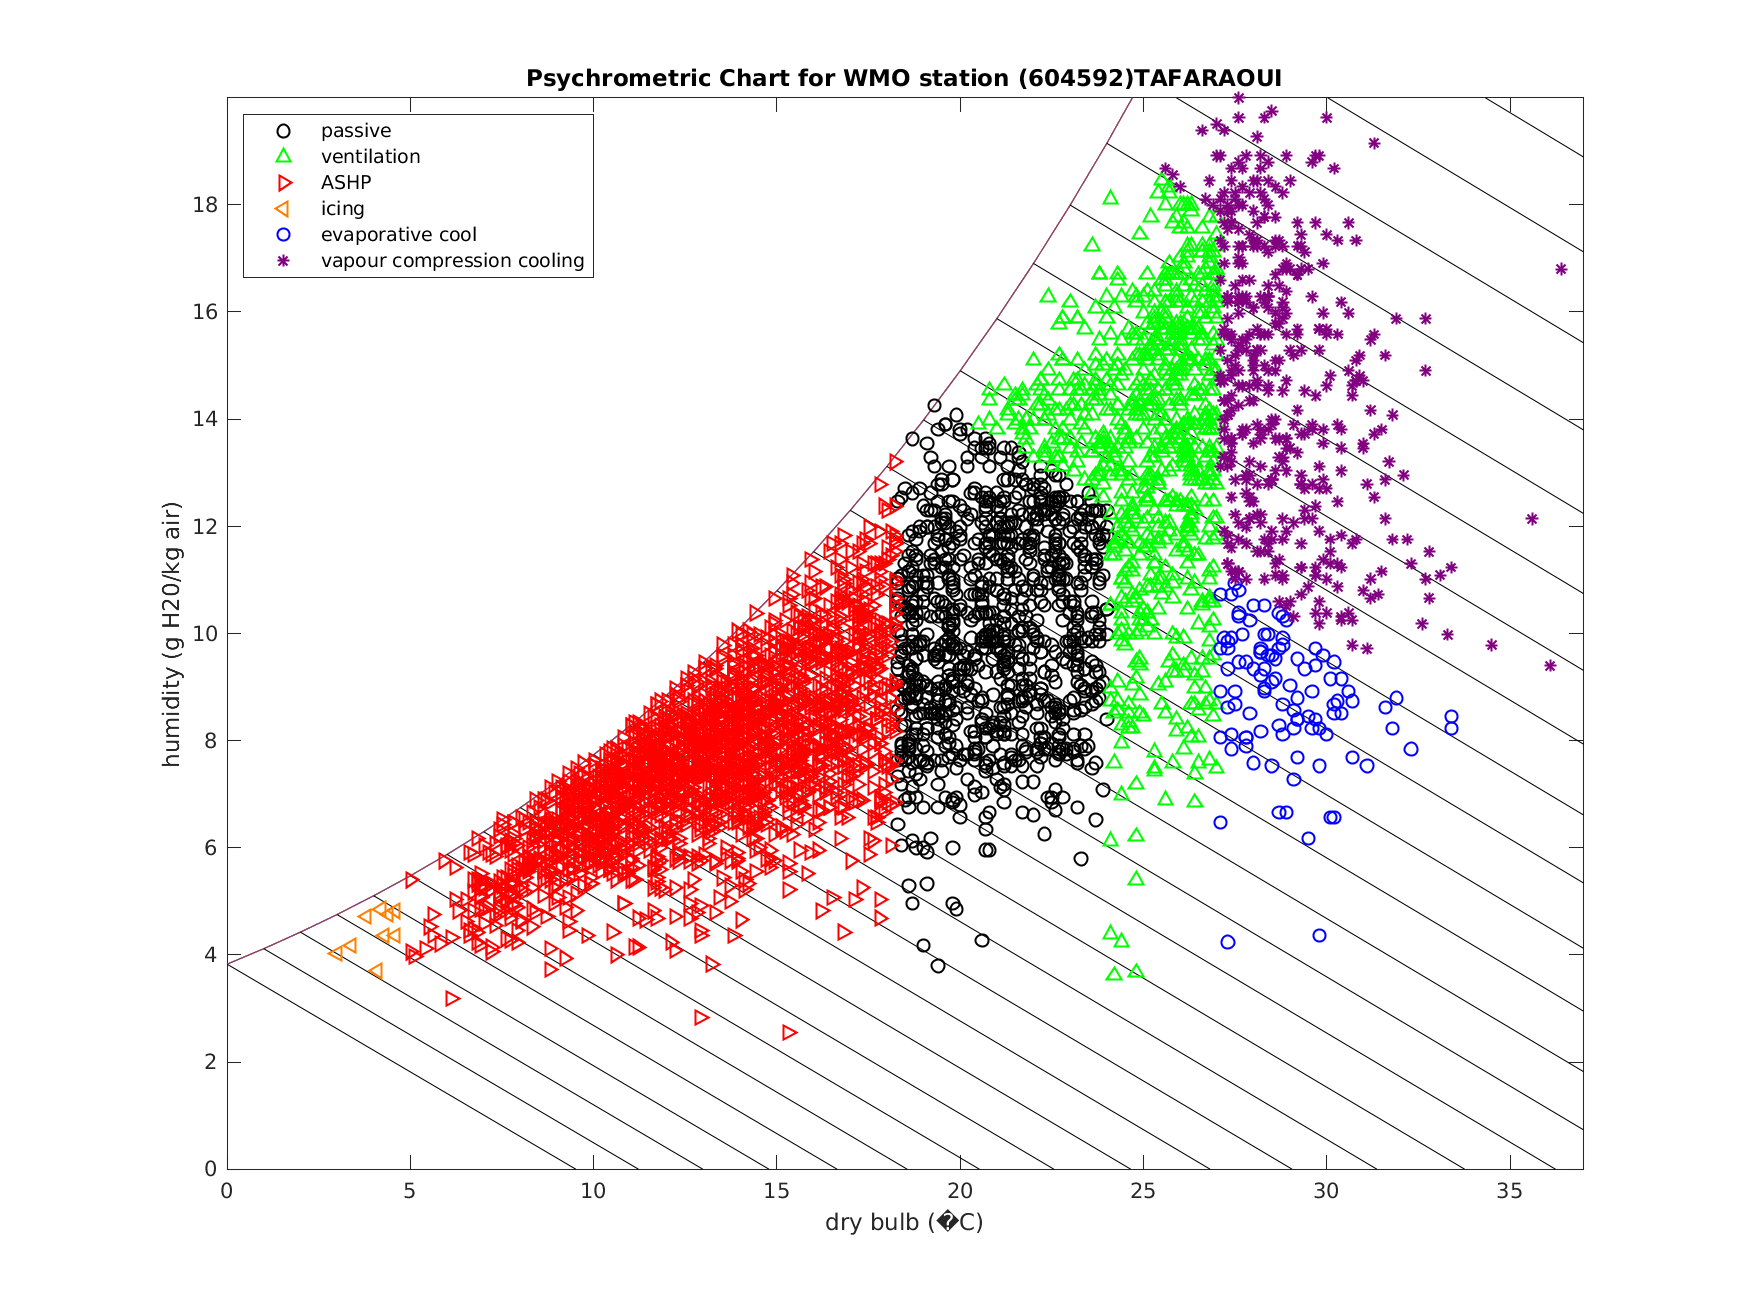 Psychrometric Chart for WMO station (604592)TAFARAOUI
passive
ventilation
ASHP
icing
evaporative cool
vapour compression cooling
humidity (g H20/kg air)
18
16
14
12
10
8
6
4
2
0
0 5 10 15 20 25 30 35
dry bulb (�C)